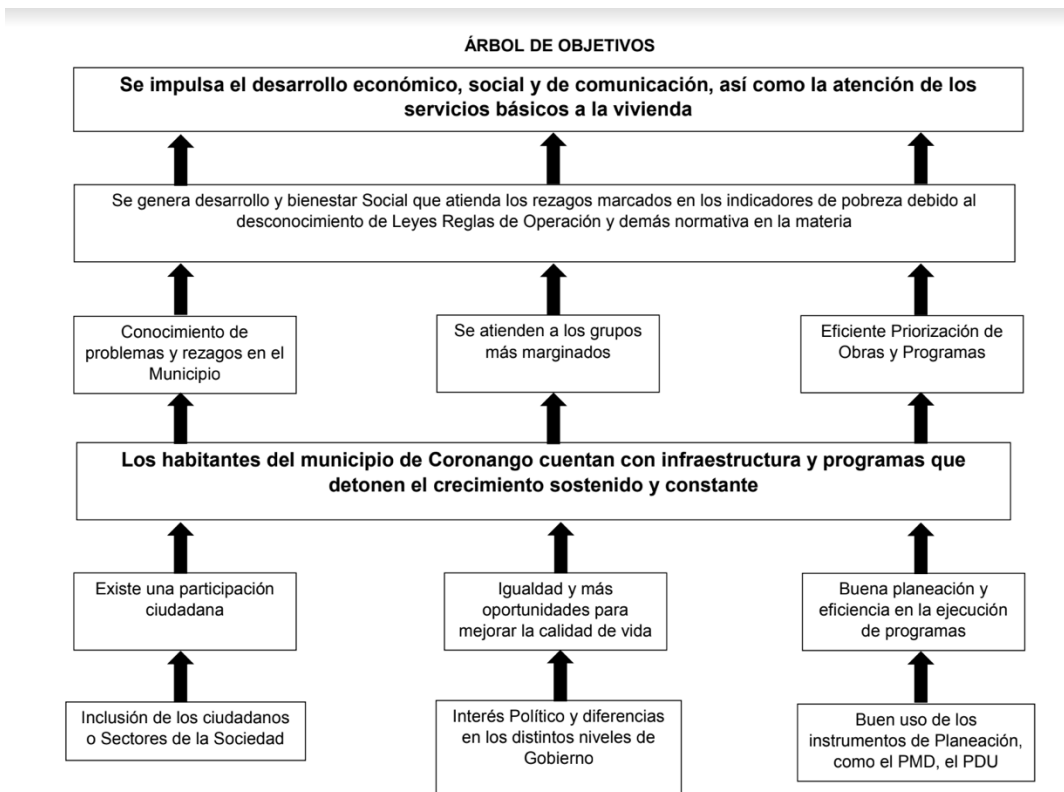 ÁRBOL DE OBJETIVOS
Se impulsa el desarrollo económico, social y de comunicación, así como la atención de los
servicios básicos a la vivienda
Se genera desarrollo y bienestar Social que atienda los rezagos marcados en los indicadores de pobreza debido al
desconocimiento de Leyes Reglas de Operación y demás normativa en la materia
Conocimiento de
problemas y rezagos en el
Municipio
Se atienden a los grupos
más marginados
Eficiente Priorización de
Obras y Programas
Los habitantes del municipio de Coronango cuentan con infraestructura y programas que
detonen el crecimiento sostenido y constante
Existe una participación
ciudadana
Igualdad y más
oportunidades para
mejorar la calidad de vida
Buena planeación y
eficiencia en la ejecución
de programas
Inclusión de los ciudadanos
o Sectores de la Sociedad
Interés Político y diferencias
en los distintos niveles de
Gobierno
Buen uso de los
instrumentos de Planeación,
como el PMD, el PDU